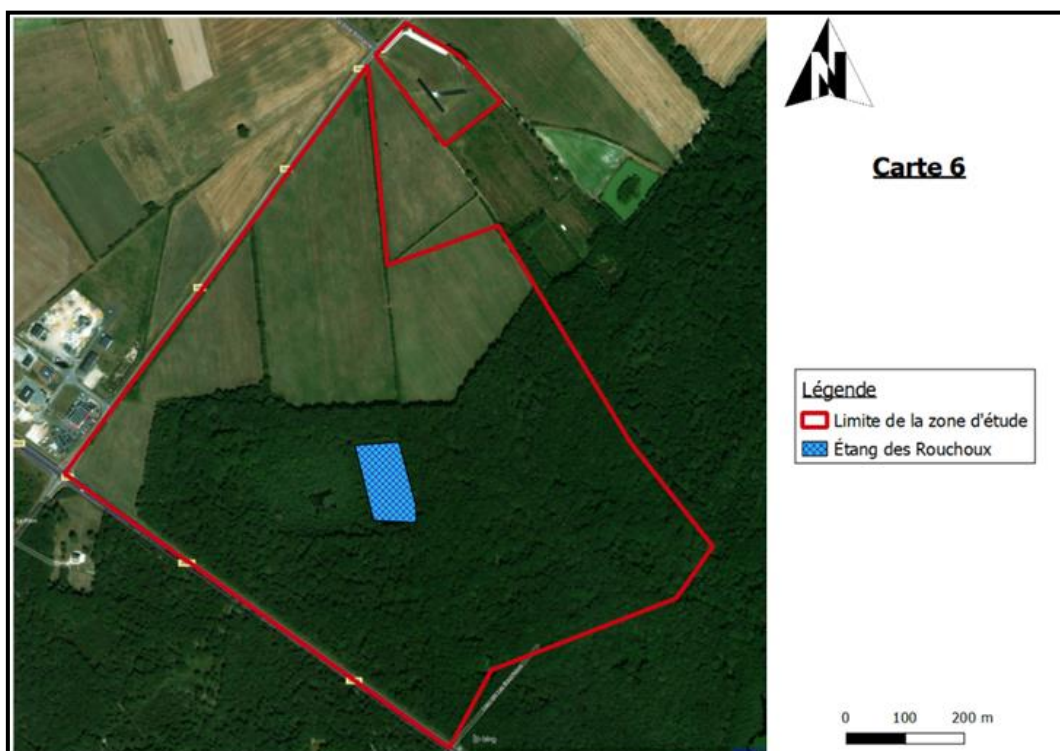 N
Carte 6
Légende
Limite de la zone d'étude
Étang des Rouchoux
0 100 200 m